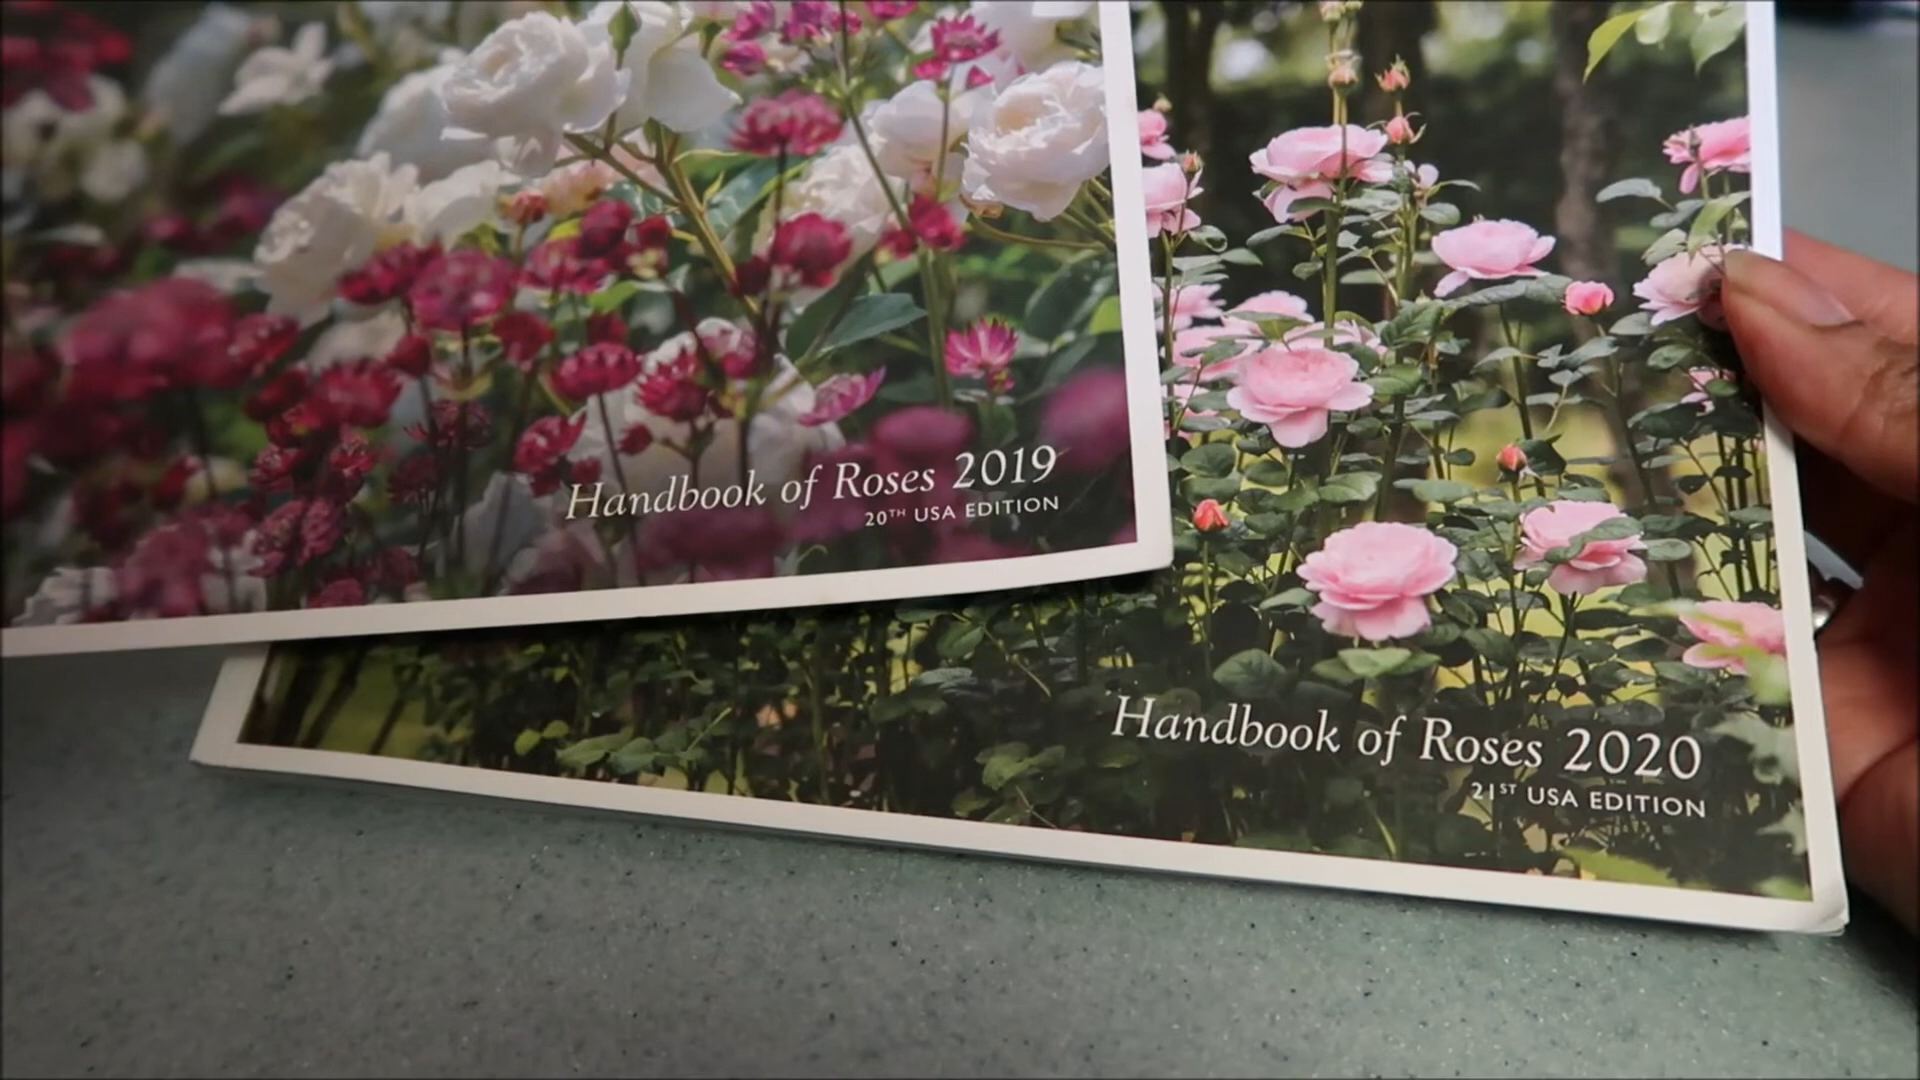 Handbook of Roses 2019
20TH USA EDITION
Handbook of Roses 2020
21ST USA EDITION